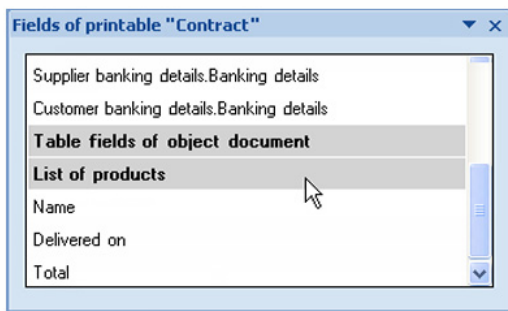 Fields of printable "Contract"
Supplier banking details.Banking details
Customer banking details.Banking details
Table fields of object document
List of products
Name
Delivered on
Total